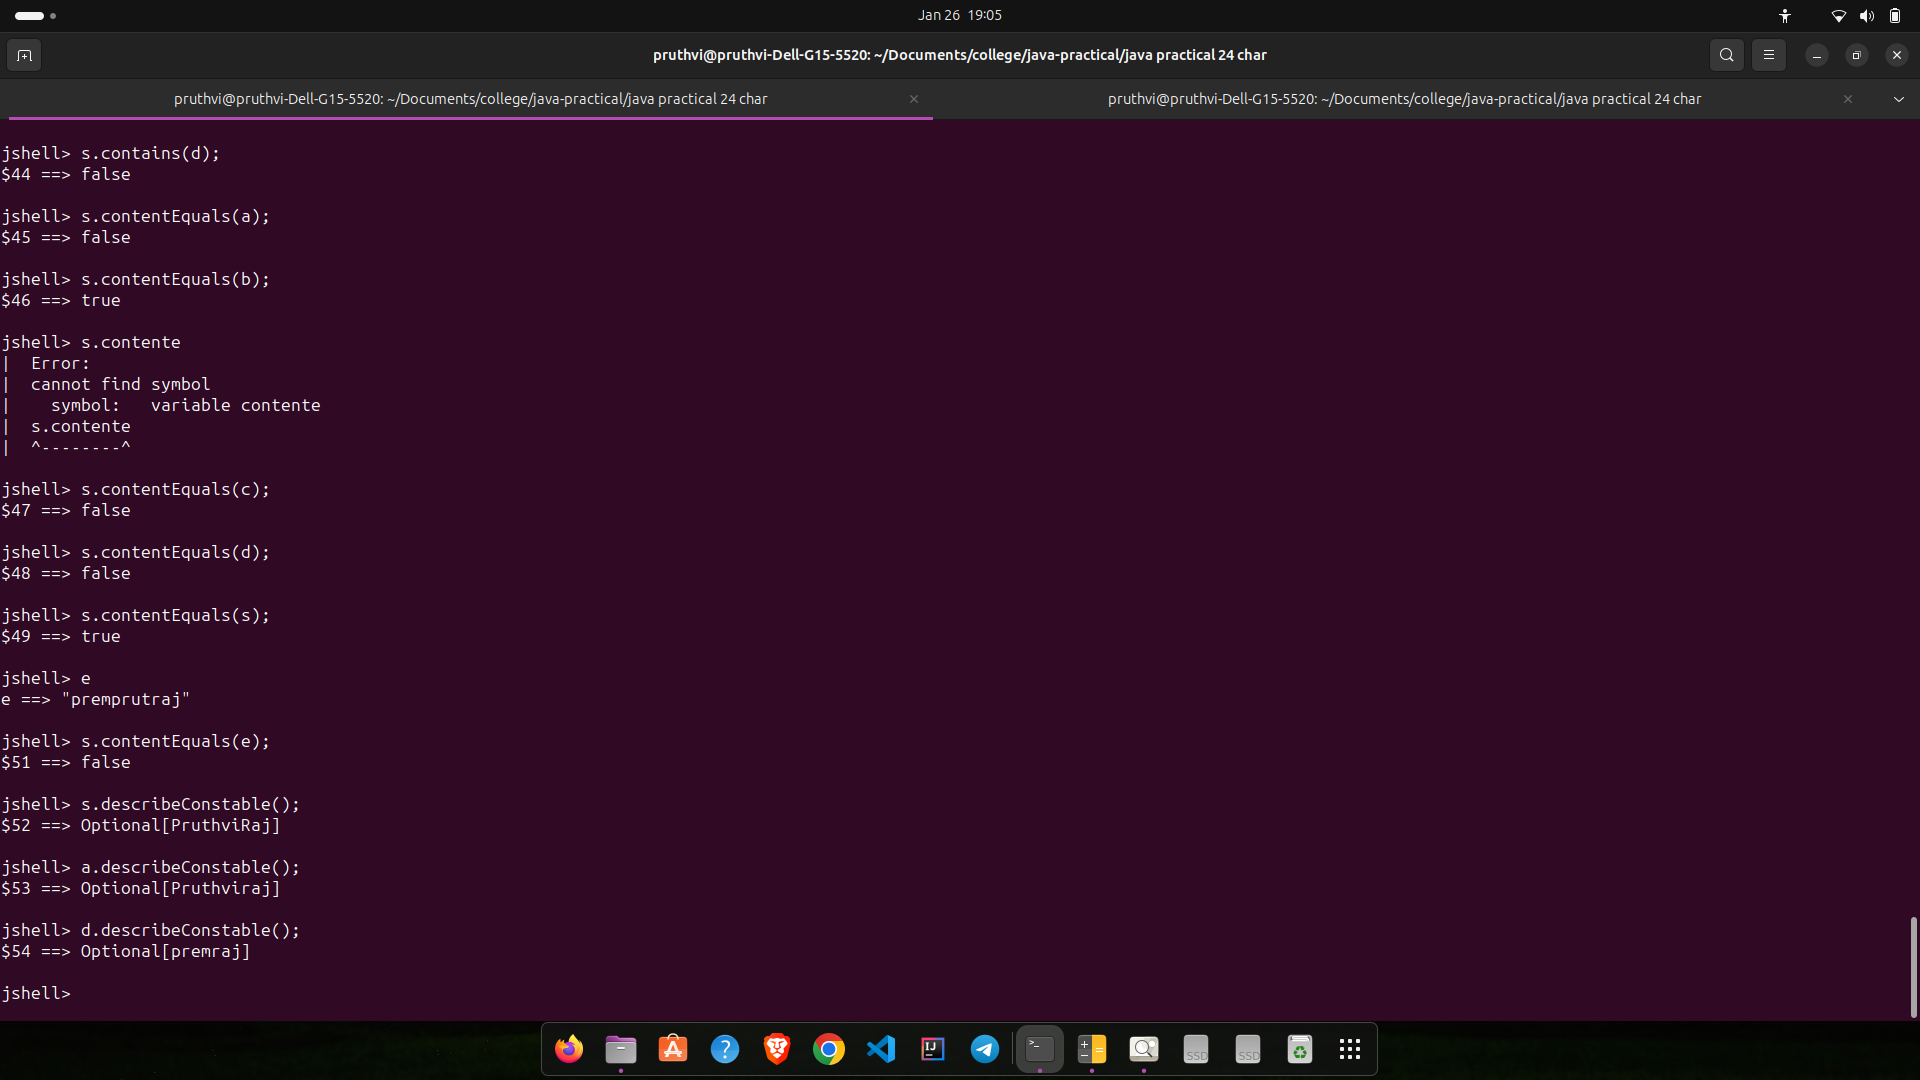 Jan 26 19:05
pruthvi@pruthvi-Dell-G15-5520: ~/Documents/college/java-practical/java practical 24 char
pruthvi@pruthvi-Dell-G15-5520: ~/Documents/college/java-practical/java practical 24 char
pruthvi@pruthvi-Dell-G15-5520: ~/Documents/college/java-practical/java practical 24 char
jshell> s.contains(d);
$44 ==> false
jshell> s.contentEquals(a);
$45 ==> false
jshell> s.contentEquals(b);
$46 ==> true
jshell> s.contente
|  Error:
|  cannot find symbol
|    symbol:   variable contente
|  s.contente
|  ^--------^
jshell> s.contentEquals(c);
$47 ==> false
jshell> s.contentEquals(d);
$48 ==> false
jshell> s.contentEquals(s);
$49 ==> true
jshell> e
e ==> "premprutraj"
jshell> s.contentEquals(e);
$51 ==> false
jshell> s.describeConstable();
$52 ==> Optional[PruthviRaj]
jshell> a.describeConstable();
$53 ==> Optional[Pruthviraj]
jshell> d.describeConstable();
$54 ==> Optional[premraj]
jshell>
IJ
SSD
SSD